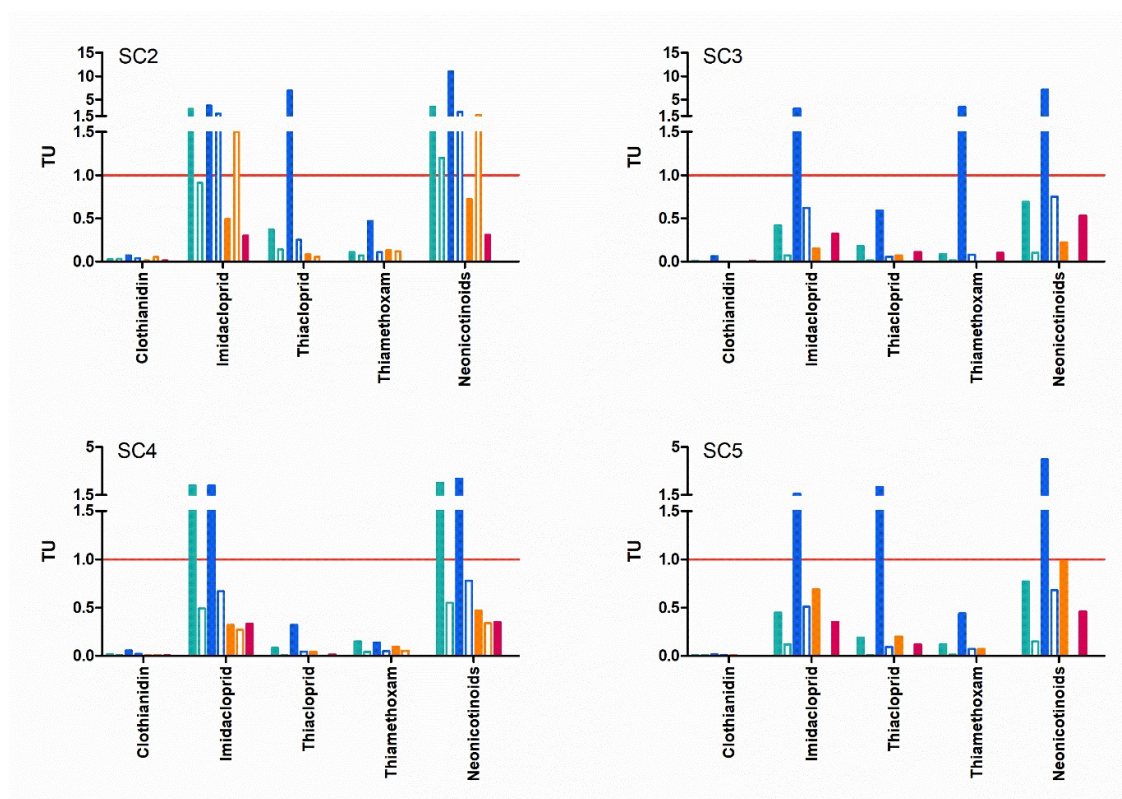 SC2
15
10
5
1.5
1.5
1.0
0.5
0.0
TU
Clothianidin
Imidacloprid
Thiacloprid
Thiamethoxam
Neonicotinoids
SC3
15
10
5
1.5
1.5
1.0
0.5
0.0
TU
Clothianidin
Imidacloprid
Thiacloprid
Thiamethoxam
Neonicotinoids
SC4
5
1.5
1.5
1.0
0.5
0.0
TU
Clothianidin
Imidacloprid
Thiacloprid
Thiamethoxam
Neonicotinoids
SC5
5
1.5
1.5
1.0
0.5
0.0
TU
Clothianidin
Imidacloprid
Thiacloprid
Thiamethoxam
Neonicotinoids